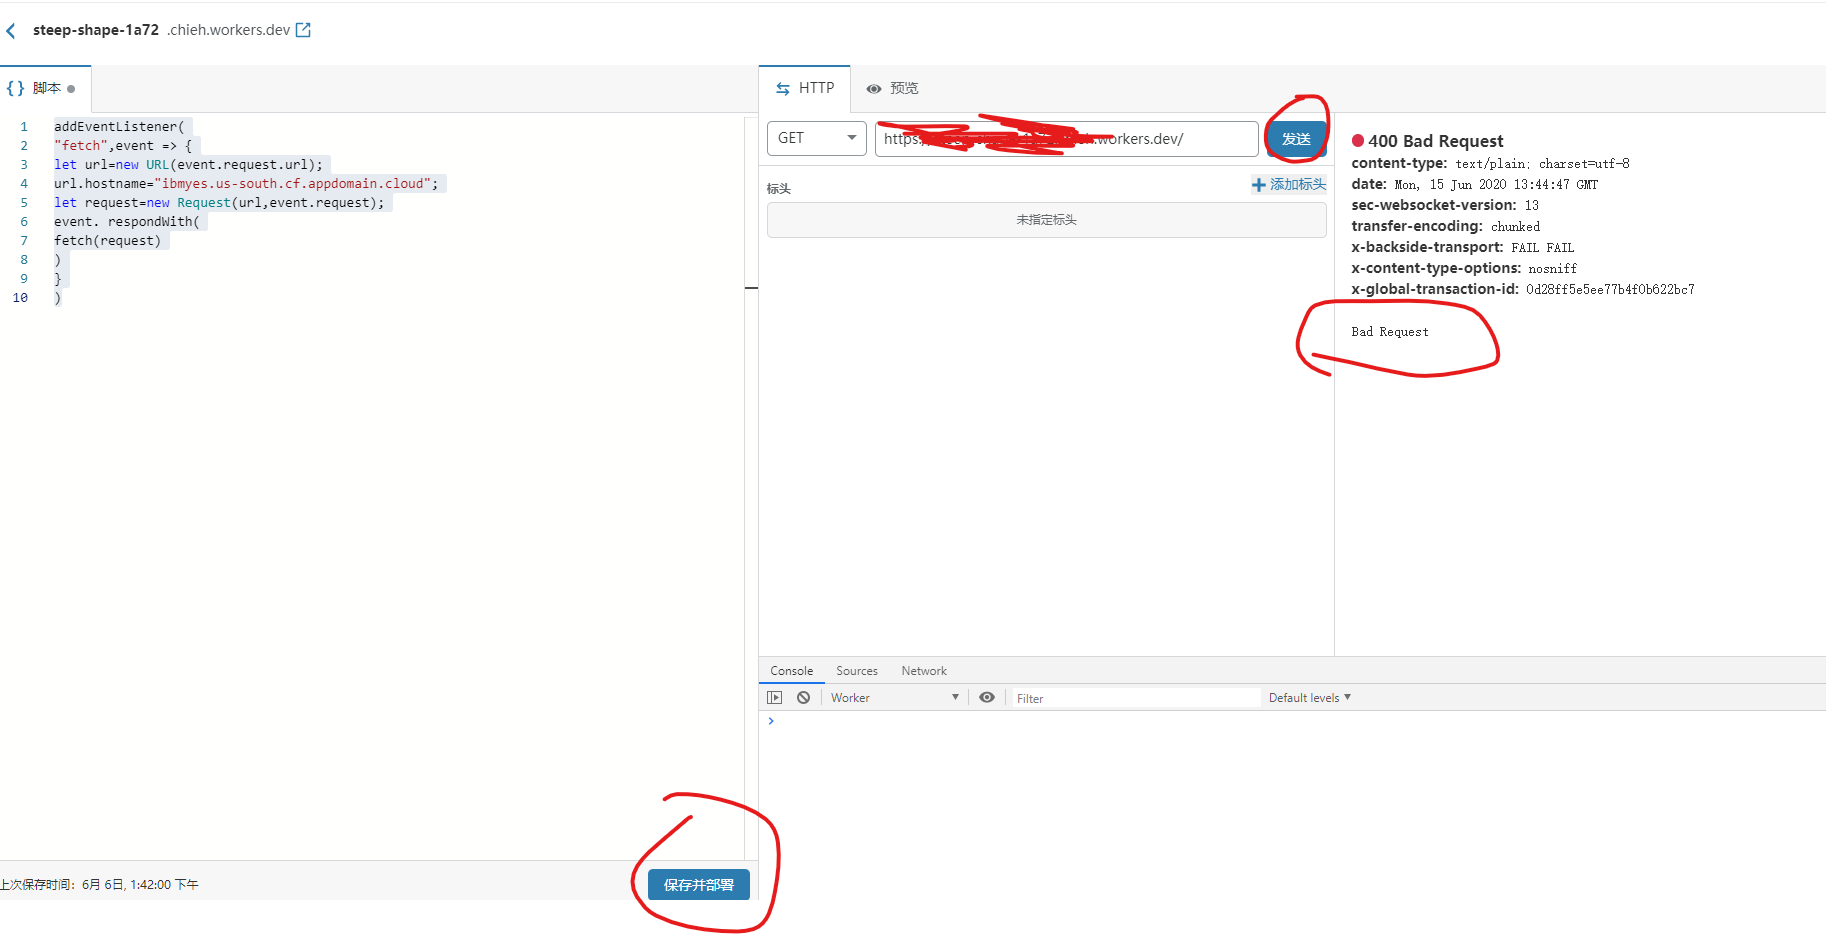 steep-shape-1a72 .chieh.workers.dev
{} 脚本
HTTP
预览
1 addEventListener(
2 "fetch",event => {
3 let url=new URL(event.request.url);
4 url.hostname="ibmyes.us-south.cf.appdomain.cloud";
5 let request=new Request(url,event.request);
6 event. respondWith(
7 fetch(request)
8 )
9 }
10 )
GET
https: .workers.dev/
发送
标头
添加标头
未指定标头
400 Bad Request
content-type: text/plain; charset=utf-8
date: Mon, 15 Jun 2020 13:44:47 GMT
sec-websocket-version: 13
transfer-encoding: chunked
x-backside-transport: FAIL FAIL
x-content-type-options: nosniff
x-global-transaction-id: 0d28ff5e5ee77b4f0b622bc7
Bad Request
Console Sources Network
Worker
Filter
Default levels
上次保存时间：6月 6日, 1:42:00 下午
保存并部署